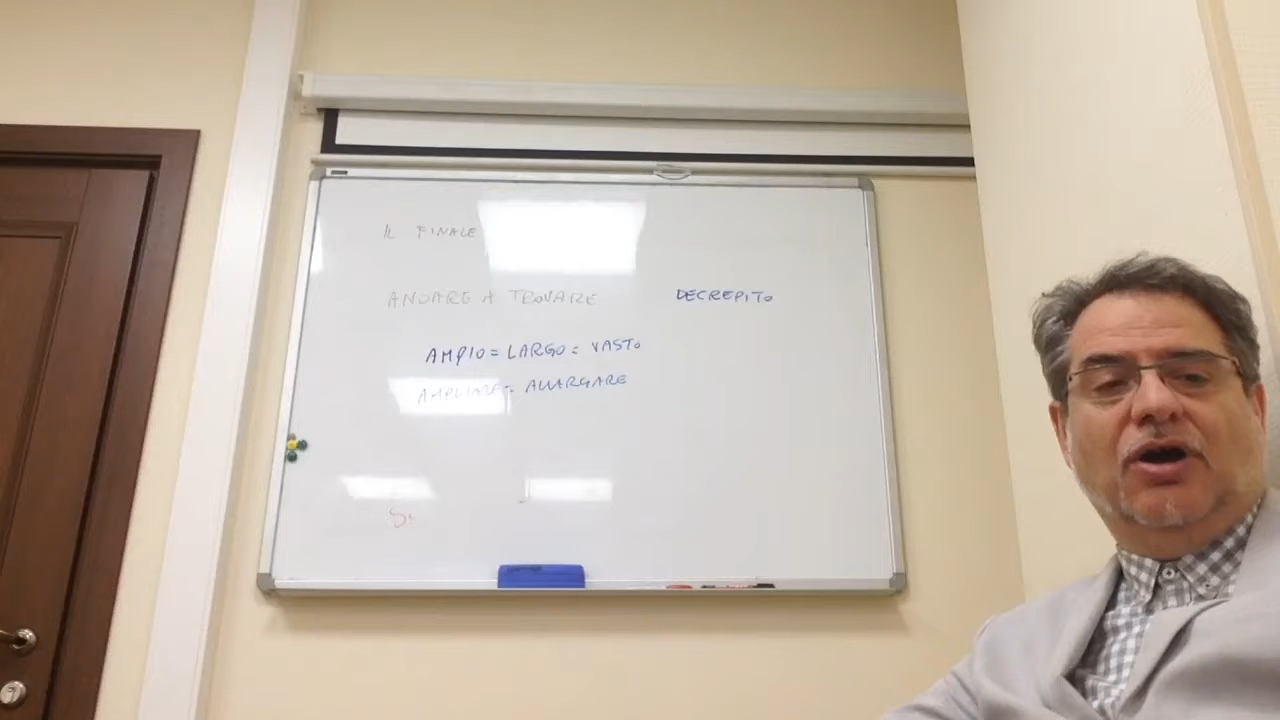 IL FINALE
ANDARE A TROVARE
DECREPITO
AMPIO = LARGO = VASTO
AMPLIARE = ALLARGARE